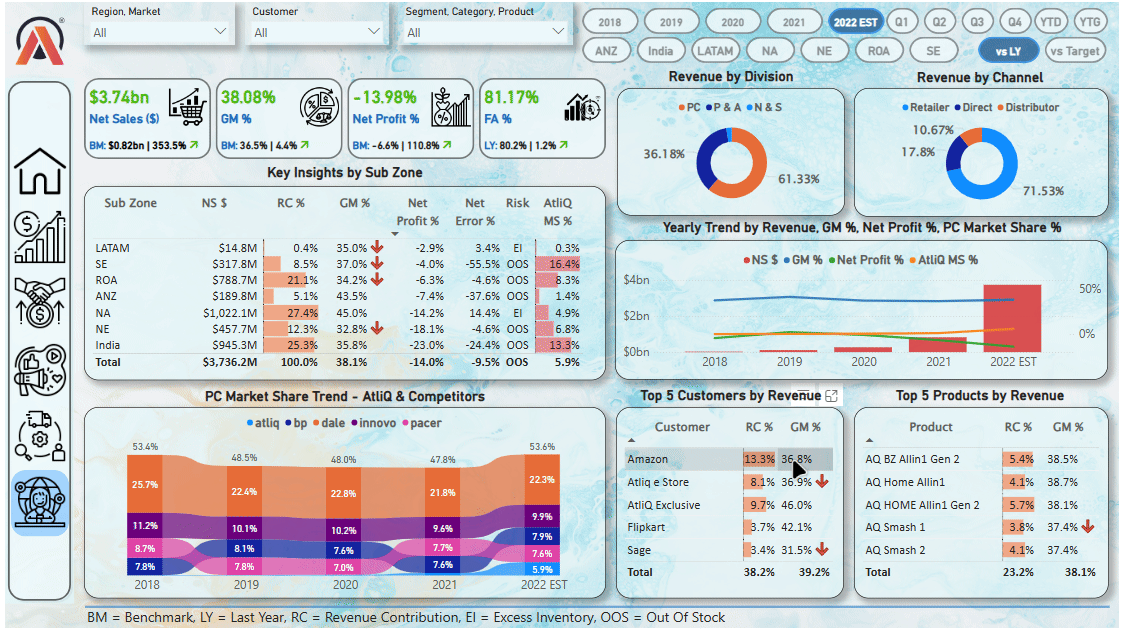 Region, Market
All
Customer
All
Segment, Category, Product
All
2018 2019 2020 2021 2022 EST Q1 Q2 Q3 Q4 YTD YTG
ANZ India LATAM NA NE ROA SE vs LY vs Target
$3.74bn
Net Sales ($)
BM: $0.82bn | 353.5%
38.08%
GM %
BM: 36.5% | 4.4%
-13.98%
Net Profit %
BM: -6.6% | 110.8%
81.17%
FA %
LY: 80.2% | 1.2%
Revenue by Division
PC P & A N & S
36.18%
61.33%
Revenue by Channel
Retailer Direct Distributor
10.67%
17.8%
71.53%
Key Insights by Sub Zone
Sub Zone NS $ RC % GM % Net Profit % Net Error % Risk AtliQ MS %
LATAM $14.8M 0.4% 35.0% -2.9% 3.4% EI 0.3%
SE $317.8M 8.5% 37.0% -4.0% -55.5% OOS 16.4%
ROA $788.7M 21.1% 34.2% -6.3% -4.6% OOS 8.3%
ANZ $189.8M 5.1% 43.5% -7.4% -37.6% OOS 1.4%
NA $1,022.1M 27.4% 45.0% -14.2% 14.4% EI 4.9%
NE $457.7M 12.3% 32.8% -18.1% -4.6% OOS 6.8%
India $945.3M 25.3% 35.8% -23.0% -24.4% OOS 13.3%
Total $3,736.2M 100.0% 38.1% -14.0% -9.5% OOS 5.9%
Yearly Trend by Revenue, GM %, Net Profit %, PC Market Share %
NS $ GM % Net Profit % AtliQ MS %
$4bn
$2bn
$0bn
50%
0%
2018 2019 2020 2021 2022 EST
PC Market Share Trend - AtliQ & Competitors
atliq bp dale innovo pacer
53.4% 48.5% 48.0% 47.8% 53.6%
25.7% 22.4% 22.8% 21.8% 22.3%
11.2% 10.1% 10.2% 9.6% 9.9%
8.7% 8.1% 7.6% 7.7% 7.9%
7.8% 7.8% 7.0% 7.6% 7.6%
5.9%
2018 2019 2020 2021 2022 EST
Top 5 Customers by Revenue
Customer RC % GM %
Amazon 13.3% 36.8%
Atliq e Store 8.1% 36.9%
AtliQ Exclusive 9.7% 46.0%
Flipkart 3.7% 42.1%
Sage 3.4% 31.5%
Total 38.2% 39.2%
Top 5 Products by Revenue
Product RC % GM %
AQ BZ Allin1 Gen 2 5.4% 38.5%
AQ Home Allin1 4.1% 38.7%
AQ HOME Allin1 Gen 2 5.7% 38.1%
AQ Smash 1 3.8% 37.4%
AQ Smash 2 4.1% 37.4%
Total 23.2% 38.1%
BM = Benchmark, LY = Last Year, RC = Revenue Contribution, EI = Excess Inventory, OOS = Out Of Stock